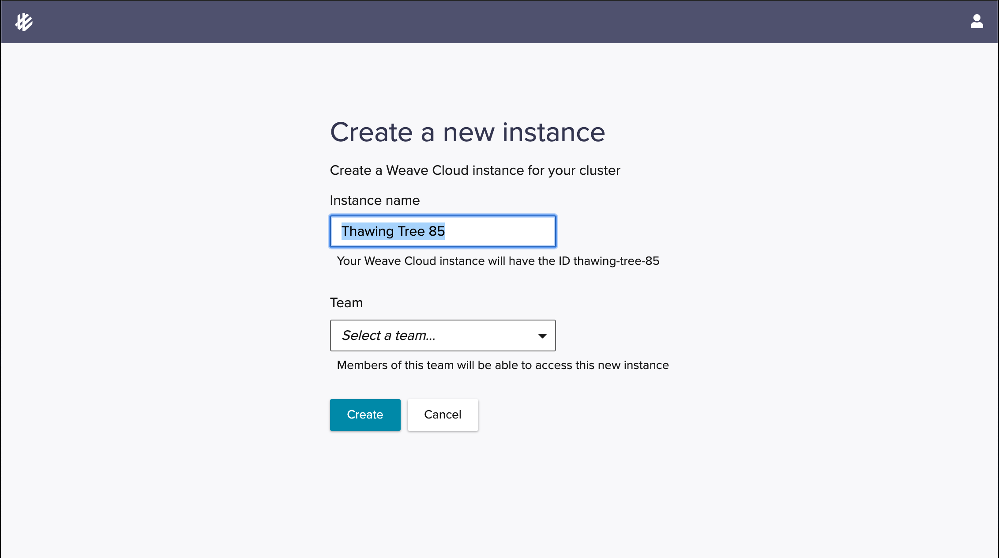 Create a new instance
Create a Weave Cloud instance for your cluster
Instance name
Thawing Tree 85
Your Weave Cloud instance will have the ID thawing-tree-85
Team
Select a team...
Members of this team will be able to access this new instance
Create
Cancel